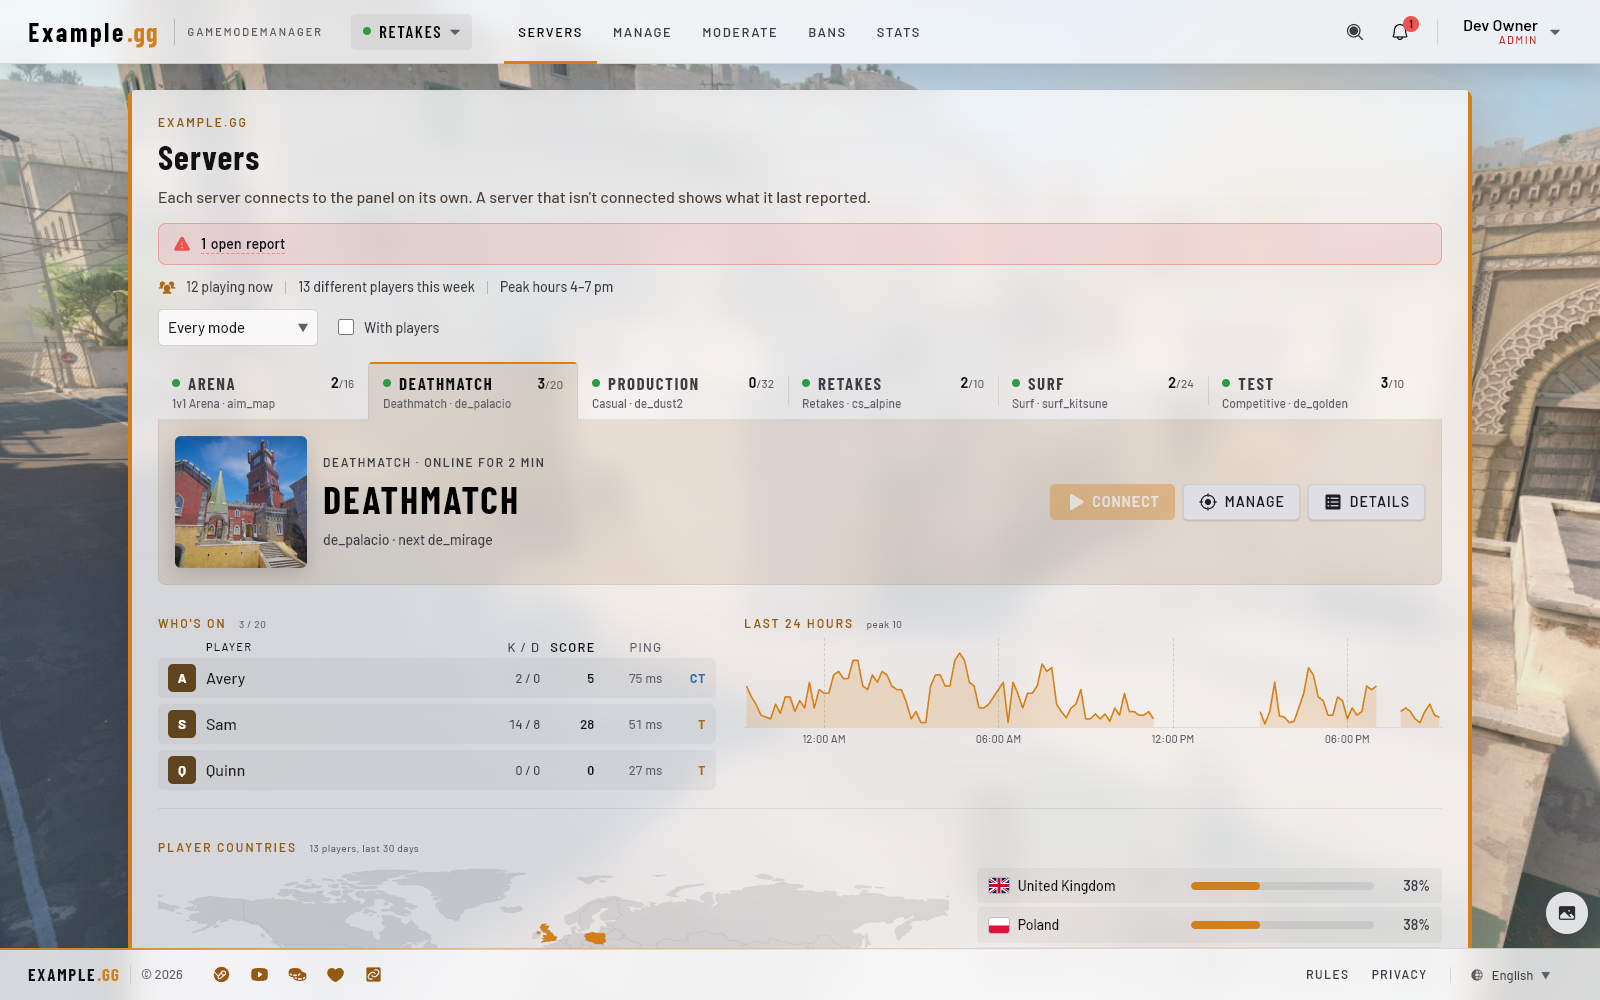 Example.gg
GAMEMODEMANAGER
RETAKES
SERVERS
MANAGE
MODERATE
BANS
STATS
1
Dev Owner
ADMIN
EXAMPLE.GG
Servers
Each server connects to the panel on its own. A server that isn't connected shows what it last reported.
1 open report
12 playing now
13 different players this week
Peak hours 4–7 pm
Every mode
With players
ARENA 2/16
1v1 Arena · aim_map
DEATHMATCH 3/20
Deathmatch · de_palacio
PRODUCTION 0/32
Casual · de_dust2
RETAKES 2/10
Retakes · cs_alpine
SURF 2/24
Surf · surf_kitsune
TEST 3/10
Competitive · de_golden
DEATHMATCH · ONLINE FOR 2 MIN
DEATHMATCH
de_palacio · next de_mirage
CONNECT
MANAGE
DETAILS
WHO'S ON 3 / 20
PLAYER K / D SCORE PING
A Avery 2 / 0 5 75 ms CT
S Sam 14 / 8 28 51 ms T
Q Quinn 0 / 0 0 27 ms T
LAST 24 HOURS peak 10
12:00 AM 06:00 AM 12:00 PM 06:00 PM
PLAYER COUNTRIES 13 players, last 30 days
United Kingdom 38%
Poland 38%
EXAMPLE.GG
© 2026
RULES
PRIVACY
English